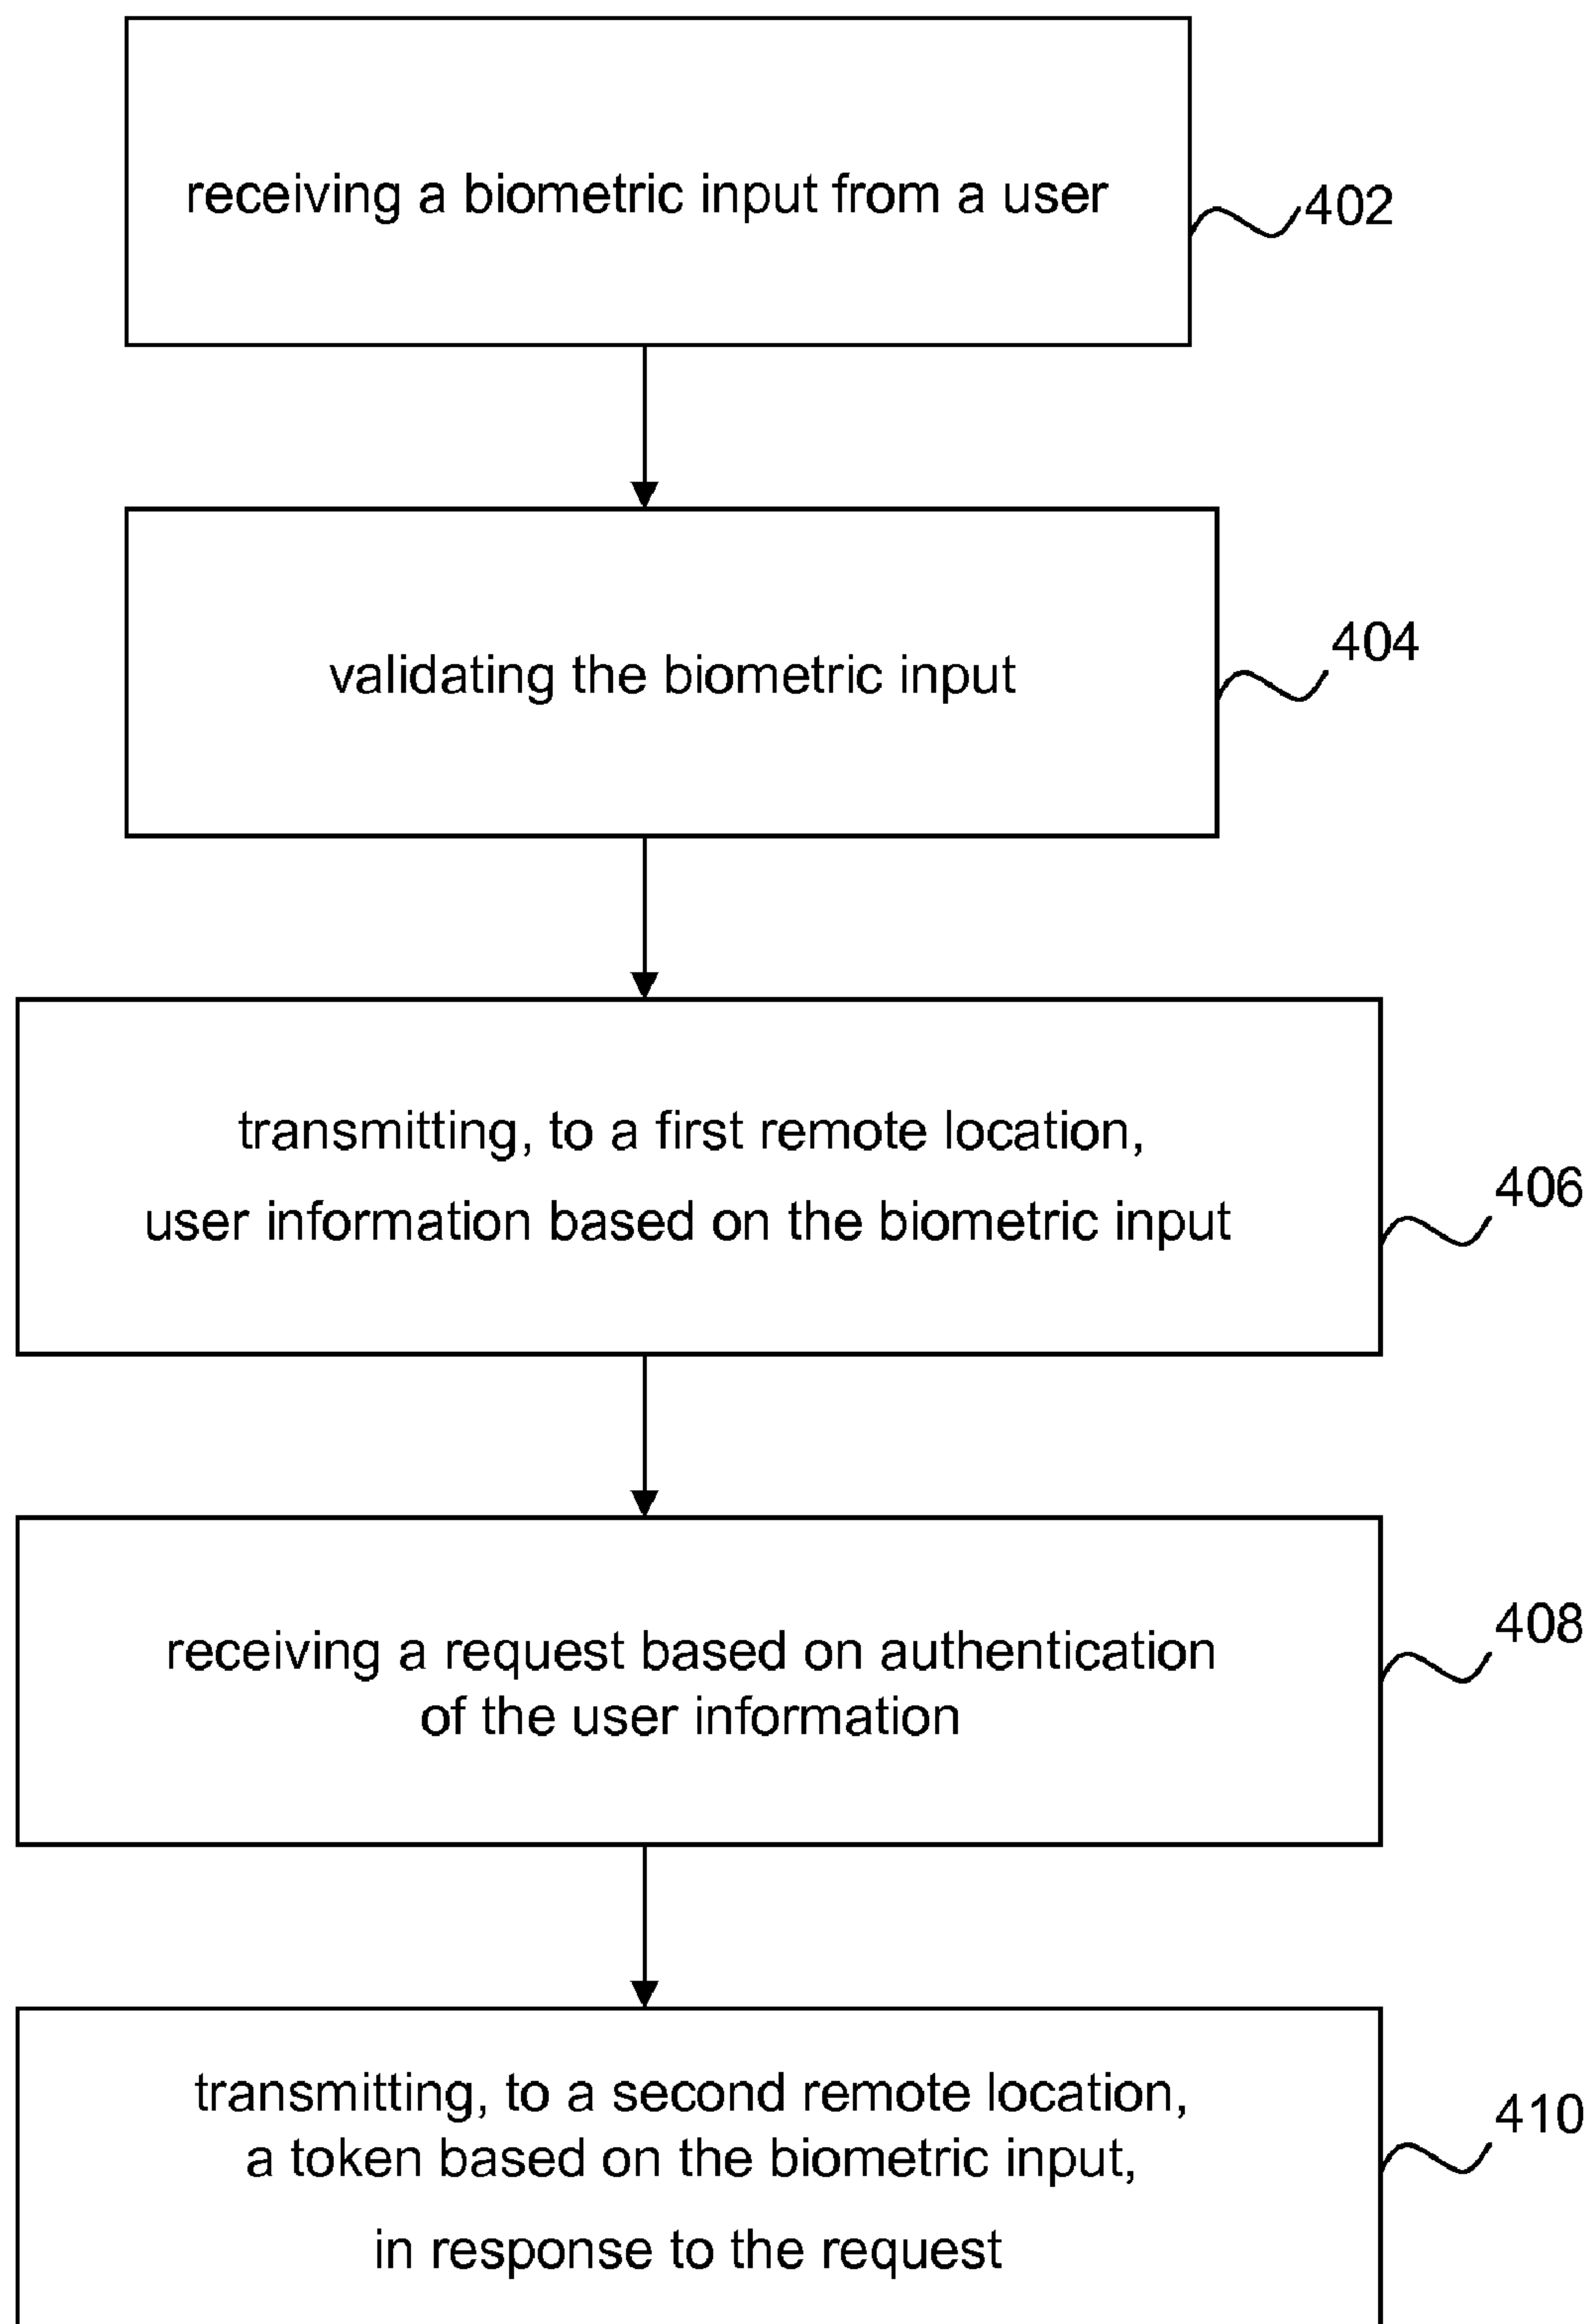 receiving a biometric input from a user
402
validating the biometric input
404
transmitting, to a first remote location,
user information based on the biometric input
406
receiving a request based on authentication
of the user information
408
transmitting, to a second remote location,
a token based on the biometric input,
in response to the request
410